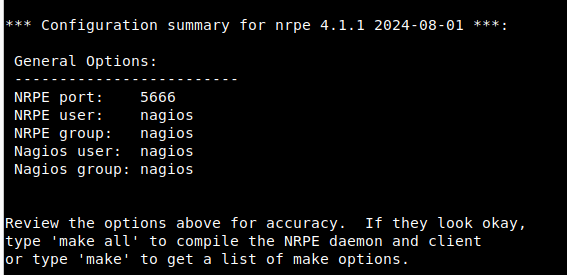 *** Configuration summary for nrpe 4.1.1 2024-08-01 ***:
General Options:
-------------------------
NRPE port:    5666
NRPE user:    nagios
NRPE group:   nagios
Nagios user:  nagios
Nagios group: nagios
Review the options above for accuracy.  If they look okay,
type 'make all' to compile the NRPE daemon and client
or type 'make' to get a list of make options.